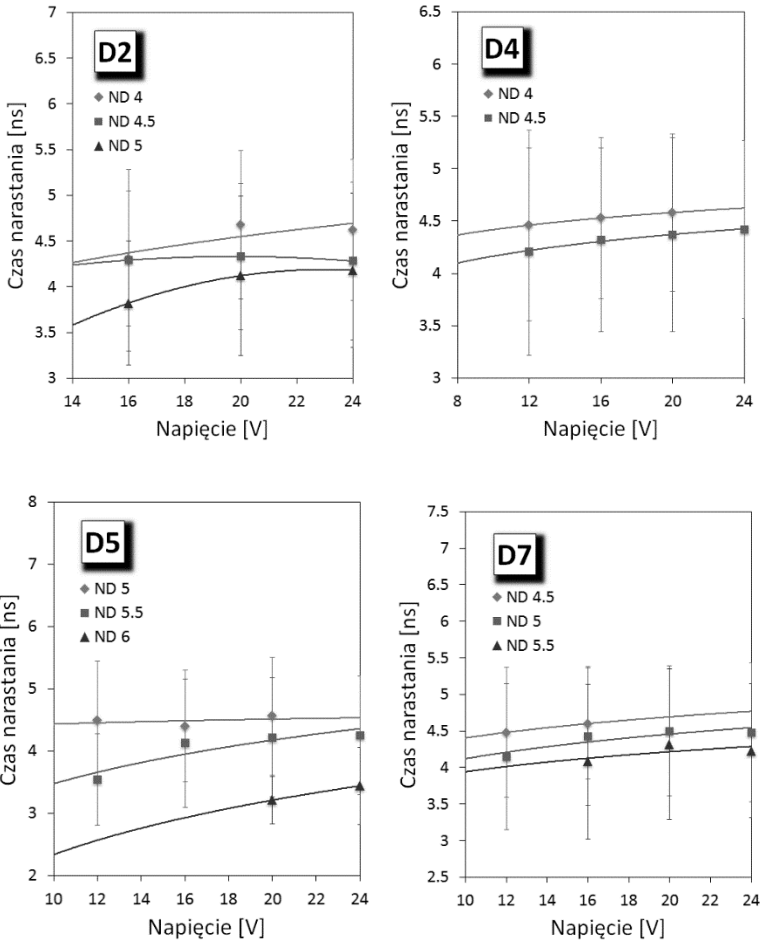 D2
ND 4
ND 4.5
ND 5
Czas narastania [ns]
7
6.5
6
5.5
5
4.5
4
3.5
3
14 16 18 20 22 24
Napięcie [V]
D4
ND 4
ND 4.5
Czas narastania [ns]
6.5
6
5.5
5
4.5
4
3.5
3
8 10 12 14 16 18 20 22 24
Napięcie [V]
D5
ND 5
ND 5.5
ND 6
Czas narastania [ns]
8
7
6
5
4
3
2
10 12 14 16 18 20 22 24
Napięcie [V]
D7
ND 4.5
ND 5
ND 5.5
Czas narastania [ns]
7.5
7
6.5
6
5.5
5
4.5
4
3.5
3
2.5
10 12 14 16 18 20 22 24
Napięcie [V]